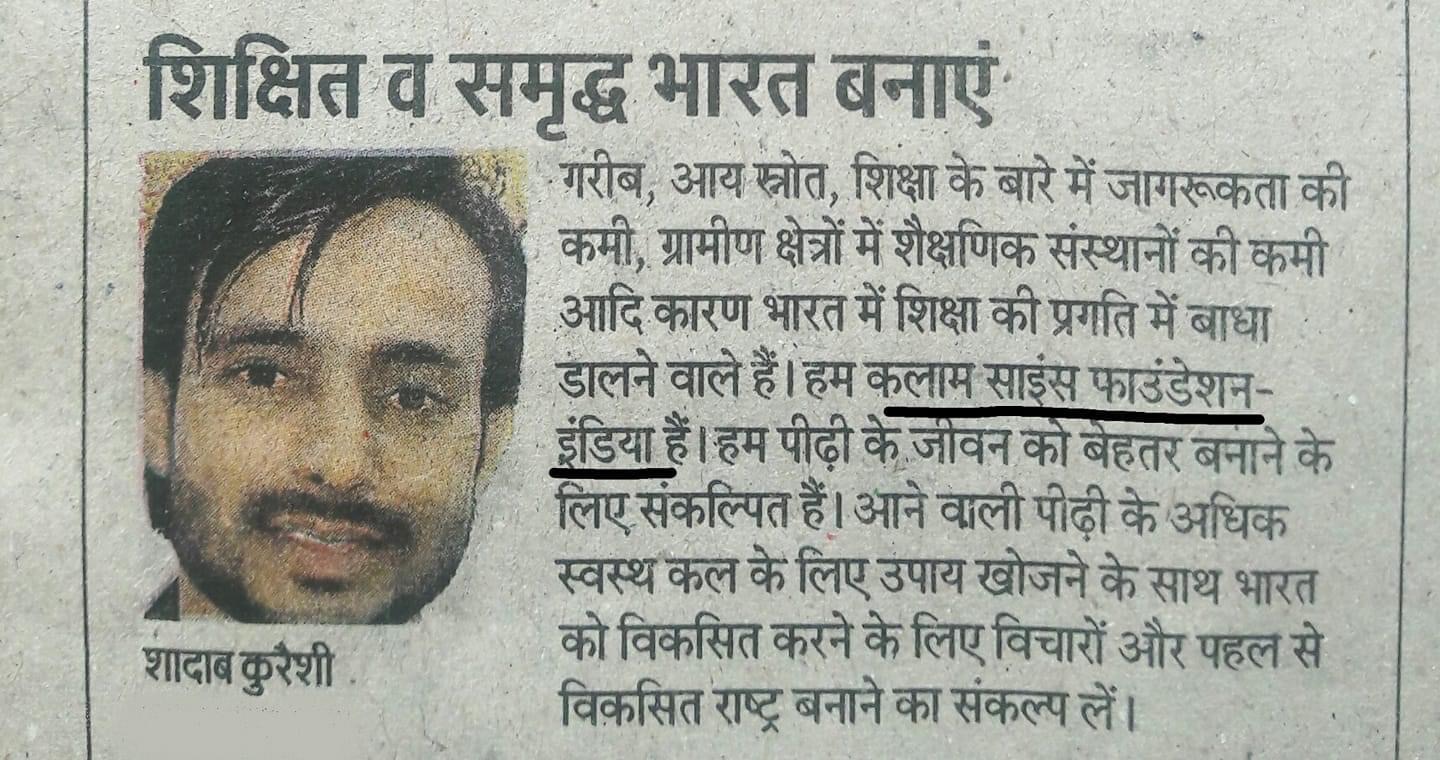 शिक्षित व समृद्ध भारत बनाएं
गरीब, आय स्रोत, शिक्षा के बारे में जागरूकता की
कमी, ग्रामीण क्षेत्रों में शैक्षणिक संस्थानों की कमी
आदि कारण भारत में शिक्षा की प्रगति में बाधा
डालने वाले हैं। हम कलाम साइंस फाउंडेशन-
इंडिया हैं। हम पीढ़ी के जीवन को बेहतर बनाने के
लिए संकल्पित हैं। आने वाली पीढ़ी के अधिक
स्वस्थ कल के लिए उपाय खोजने के साथ भारत
को विकसित करने के लिए विचारों और पहल से
विकसित राष्ट्र बनाने का संकल्प लें।
शादाब कुरैशी